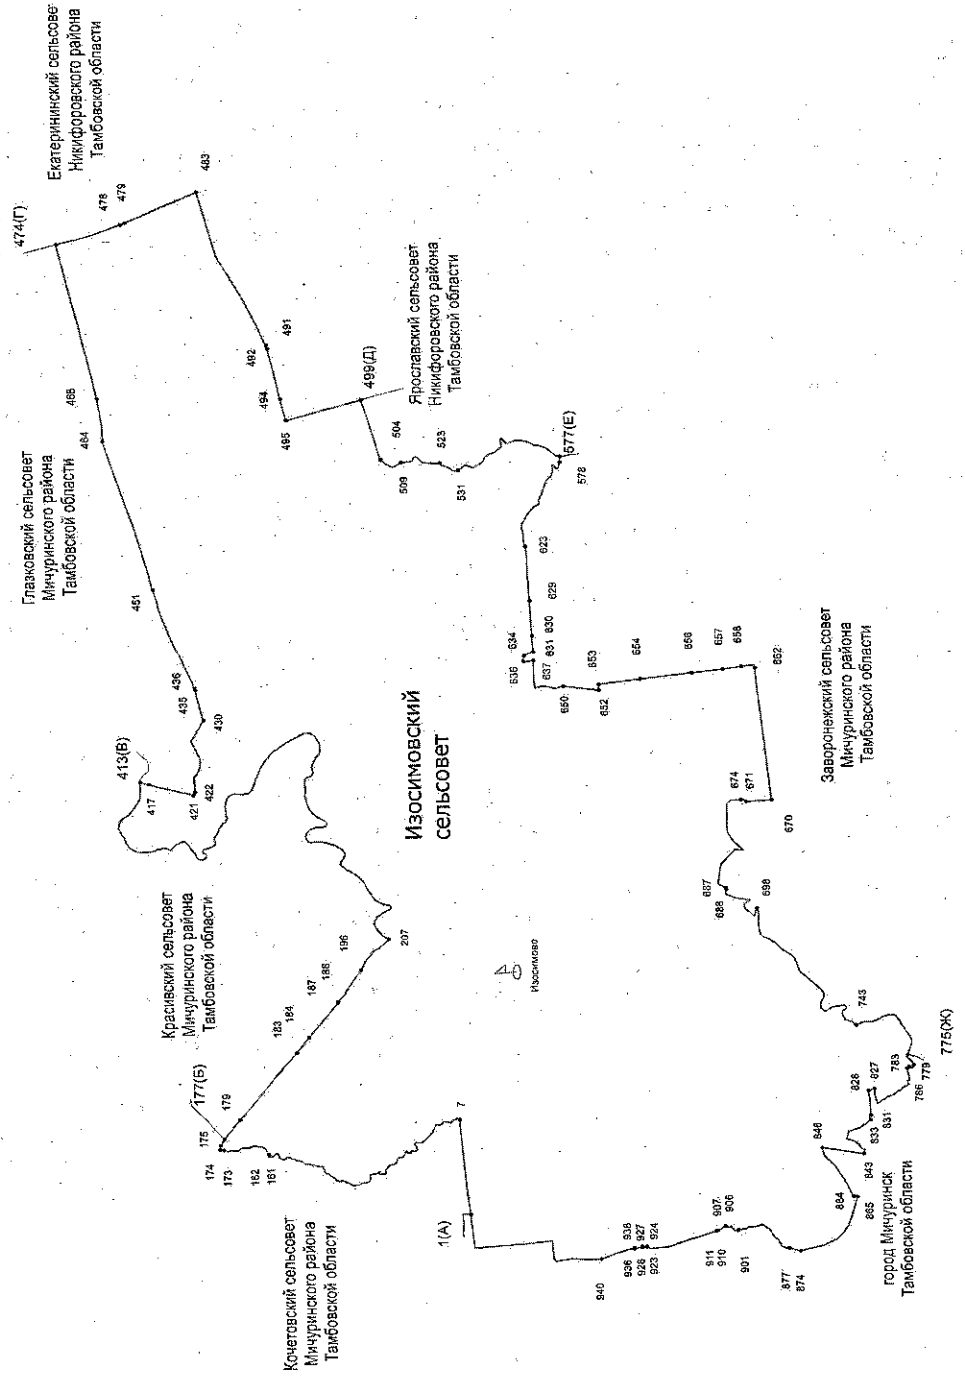 Екатерининский сельсовет
Никифоровского района
Тамбовской области
474(Г)
478
479
483
468
464
Глазковский сельсовет
Мичуринского района
Тамбовской области
451
436
435
430
413(В)
417
421
422
491
492
494
495
499(Д)
Ярославский сельсовет
Никифоровского района
Тамбовской области
504
509
523
531
577(Е)
578
623
629
630
631
634
636
637
650
652
653
654
656
657
658
662
Заворонежский сельсовет
Мичуринского района
Тамбовской области
670
671
674
687
688
698
743
775(Ж)
779
783
786
827
828
831
833
843
846
864
865
город Мичуринск
Тамбовской области
874
877
901
906
907
910
911
923
924
927
928
936
938
940
1(А)
7
Кочетовский сельсовет
Мичуринского района
Тамбовской области
161
162
173
174
175
177(Б)
179
Красивский сельсовет
Мичуринского района
Тамбовской области
183
184
187
188
196
207
Изосимовский
сельсовет
Изосимово